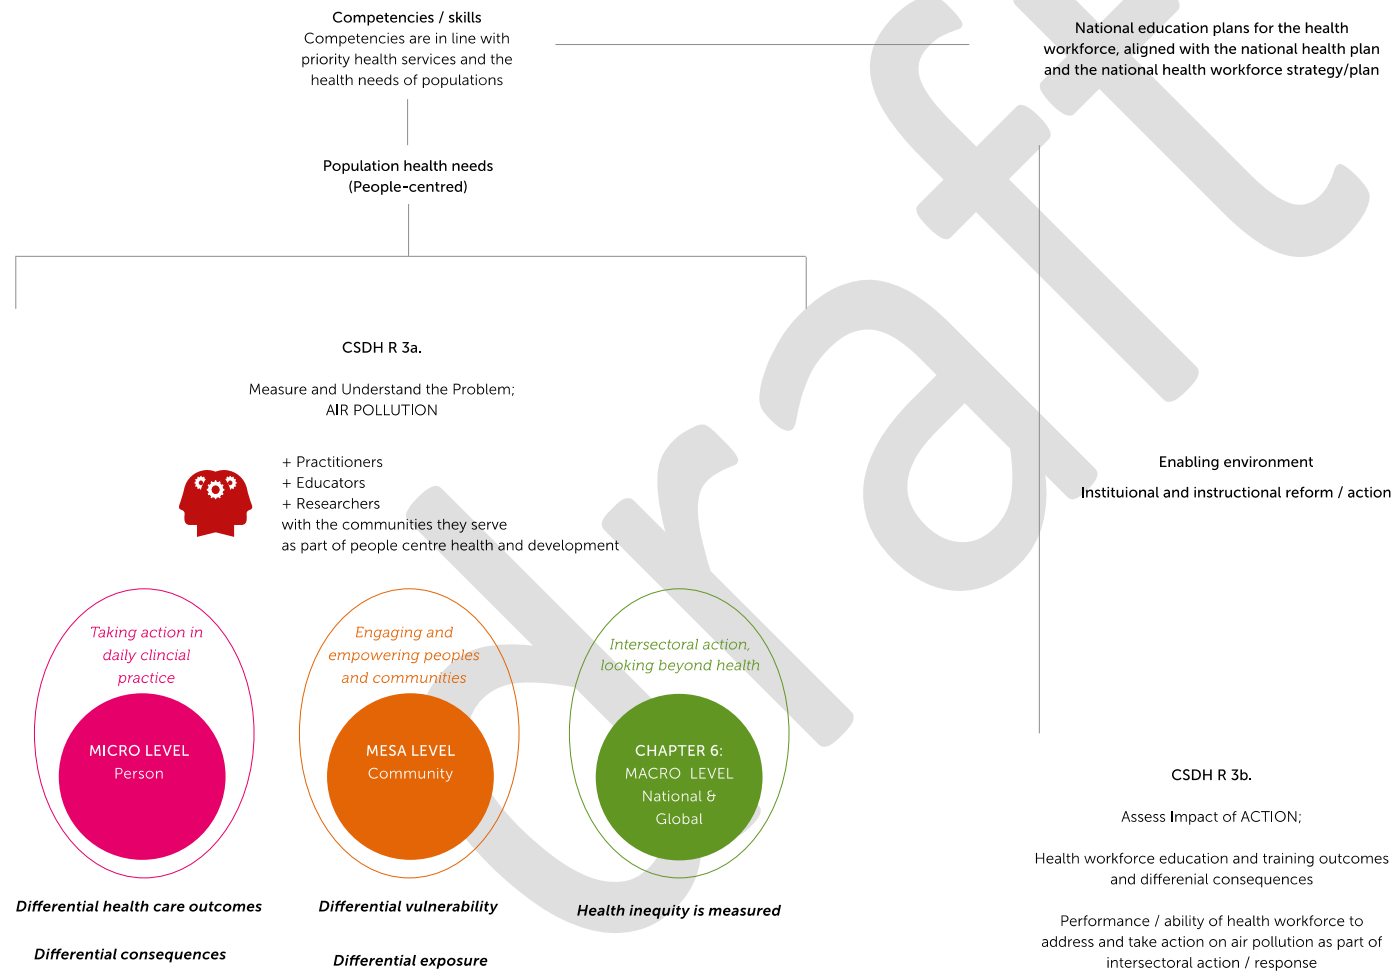 Competencies / skills
Competencies are in line with
priority health services and the
health needs of populations
National education plans for the health
workforce, aligned with the national health plan
and the national health workforce strategy/plan
Population health needs
(People-centred)
CSDH R 3a.
Measure and Understand the Problem;
AIR POLLUTION
+ Practitioners
+ Educators
+ Researchers
with the communities they serve
as part of people centre health and development
Enabling environment
Instituional and instructional reform / action
Taking action in
daily clincial
practice
MICRO LEVEL
Person
Engaging and
empowering peoples
and communities
MESA LEVEL
Community
Intersectoral action,
looking beyond health
CHAPTER 6:
MACRO LEVEL
National &
Global
Differential health care outcomes
Differential consequences
Differential vulnerability
Differential exposure
Health inequity is measured
CSDH R 3b.
Assess Impact of ACTION;
Health workforce education and training outcomes
and differenial consequences
Performance / ability of health workforce to
address and take action on air pollution as part of
intersectoral action / response
draft